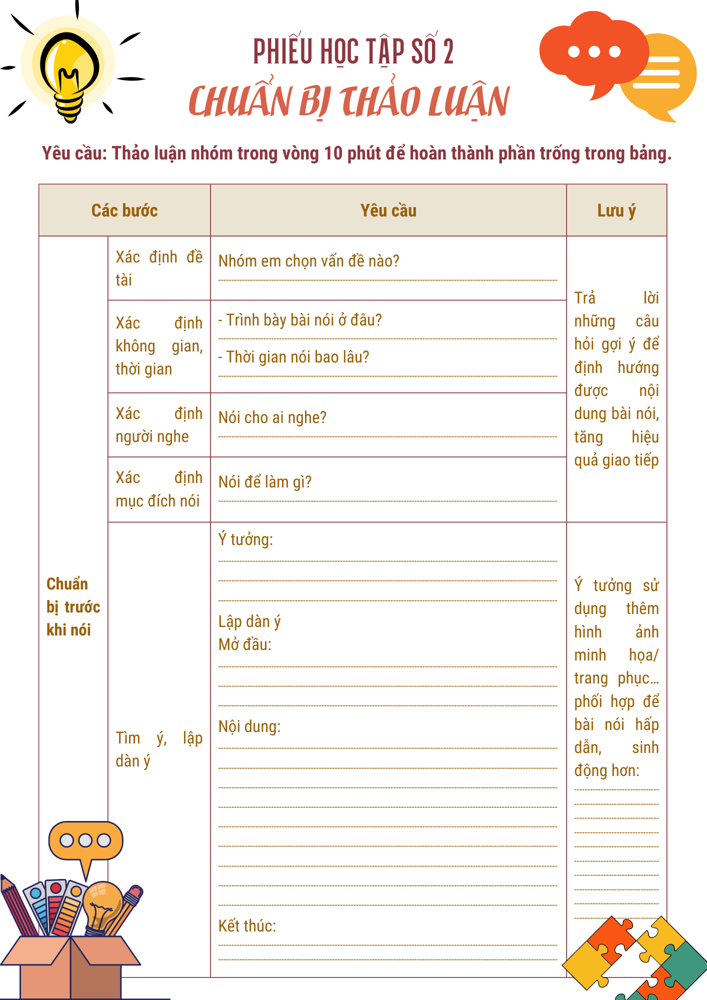 PHIẾU HỌC TẬP SỐ 2
CHUẨN BỊ THẢO LUẬN
Yêu cầu: Thảo luận nhóm trong vòng 10 phút để hoàn thành phần trống trong bảng.
Các bước
Yêu cầu
Lưu ý
Chuẩn
bị trước
khi nói
Xác định đề
tài
Nhóm em chọn vấn đề nào?
Xác định
không gian,
thời gian
- Trình bày bài nói ở đâu?
- Thời gian nói bao lâu?
Xác định
người nghe
Nói cho ai nghe?
Xác định
mục đích nói
Nói để làm gì?
Trả lời
những câu
hỏi gợi ý để
định hướng
được nội
dung bài nói,
tăng hiệu
quả giao tiếp
Tìm ý, lập
dàn ý
Ý tưởng:
Lập dàn ý
Mở đầu:
Nội dung:
Kết thúc:
Ý tưởng sử
dụng thêm
hình ảnh
minh họa/
trang phục...
phối hợp để
bài nói hấp
dẫn, sinh
động hơn: